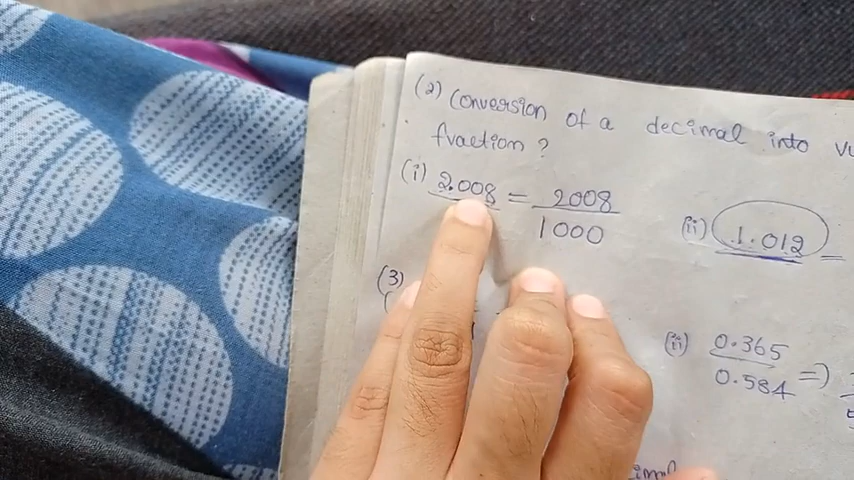 (2) Conversion of a decimal into
fraction ?
(i) 2.008 = 2008
1000
(ii) 1.012 =
(3)
(ii) 0.365
0.584 =>